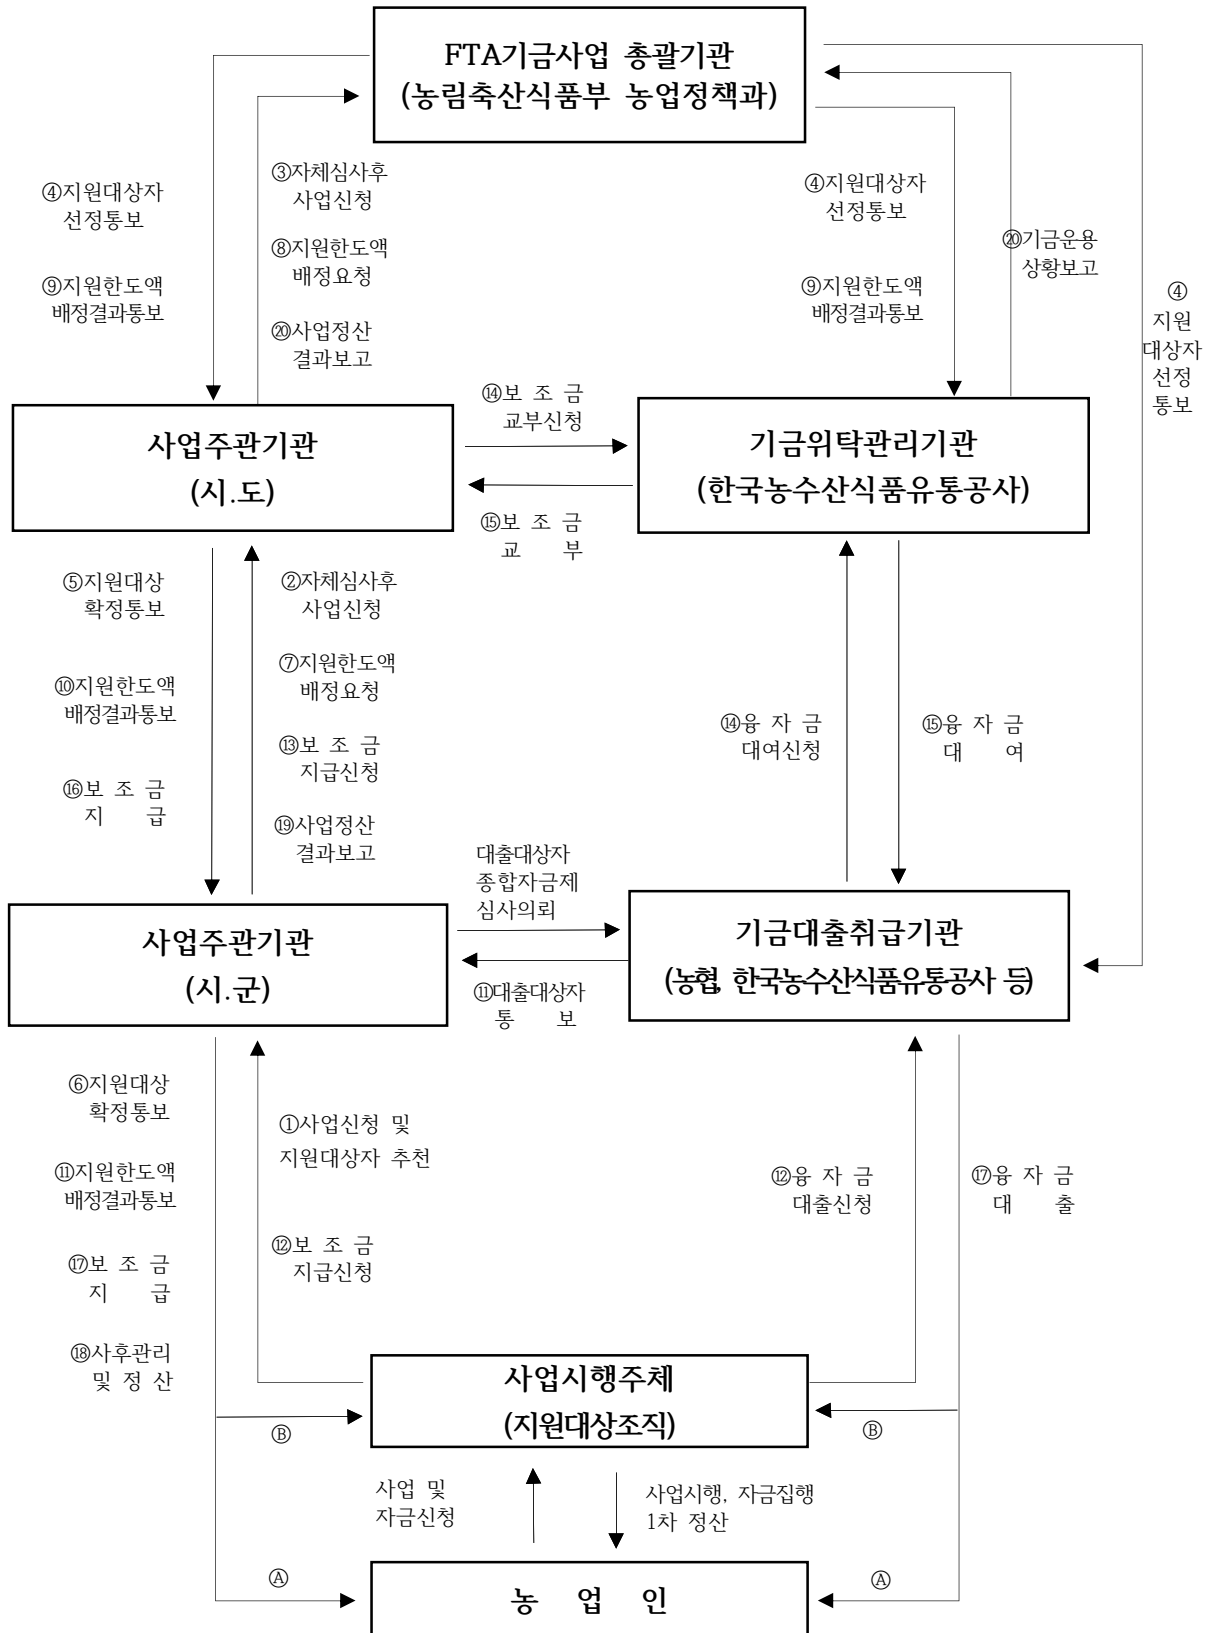 FTA기금사업 총괄기관
(농림축산식품부 농업정책과)
③자체심사후
사업신청
④지원대상자
선정통보
④지원대상자
선정통보
⑧지원한도액
배정요청
⑳기금운용
상황보고
⑨지원한도액
배정결과통보
⑨지원한도액
배정결과통보
④
지원
대상자
선정
통보
⑳사업정산
결과보고
⑭보 조 금
교부신청
사업주관기관
(시.도)
기금위탁관리기관
(한국농수산식품유통공사)
⑮보 조 금
교 부
⑤지원대상
확정통보
②자체심사후
사업신청
⑦지원한도액
배정요청
⑩지원한도액
배정결과통보
⑬보 조 금
지급신청
⑭융 자 금
대여신청
⑮융 자 금
대 여
⑯보 조 금
지 급
⑲사업정산
결과보고
대출대상자
종합자금제
심사의뢰
사업주관기관
(시.군)
기금대출취급기관
(농협, 한국농수산식품유통공사 등)
⑪대출대상자
통 보
⑥지원대상
확정통보
①사업신청 및
지원대상자 추천
⑪지원한도액
배정결과통보
⑫융 자 금
대출신청
⑰융 자 금
대 출
⑫보 조 금
지급신청
⑰보 조 금
지 급
⑱사후관리
및 정 산
사업시행주체
(지원대상조직)
Ⓑ
Ⓑ
사업 및
자금신청
사업시행, 자금집행
1차 정산
Ⓐ
Ⓐ
농 업 인